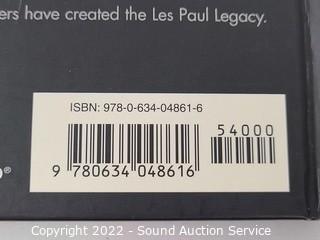 ers have created the Les Paul Legacy.
ISBN: 978-0-634-04861-6
54000
9 780634 048616
®
Copyright 2022 - Sound Auction Service